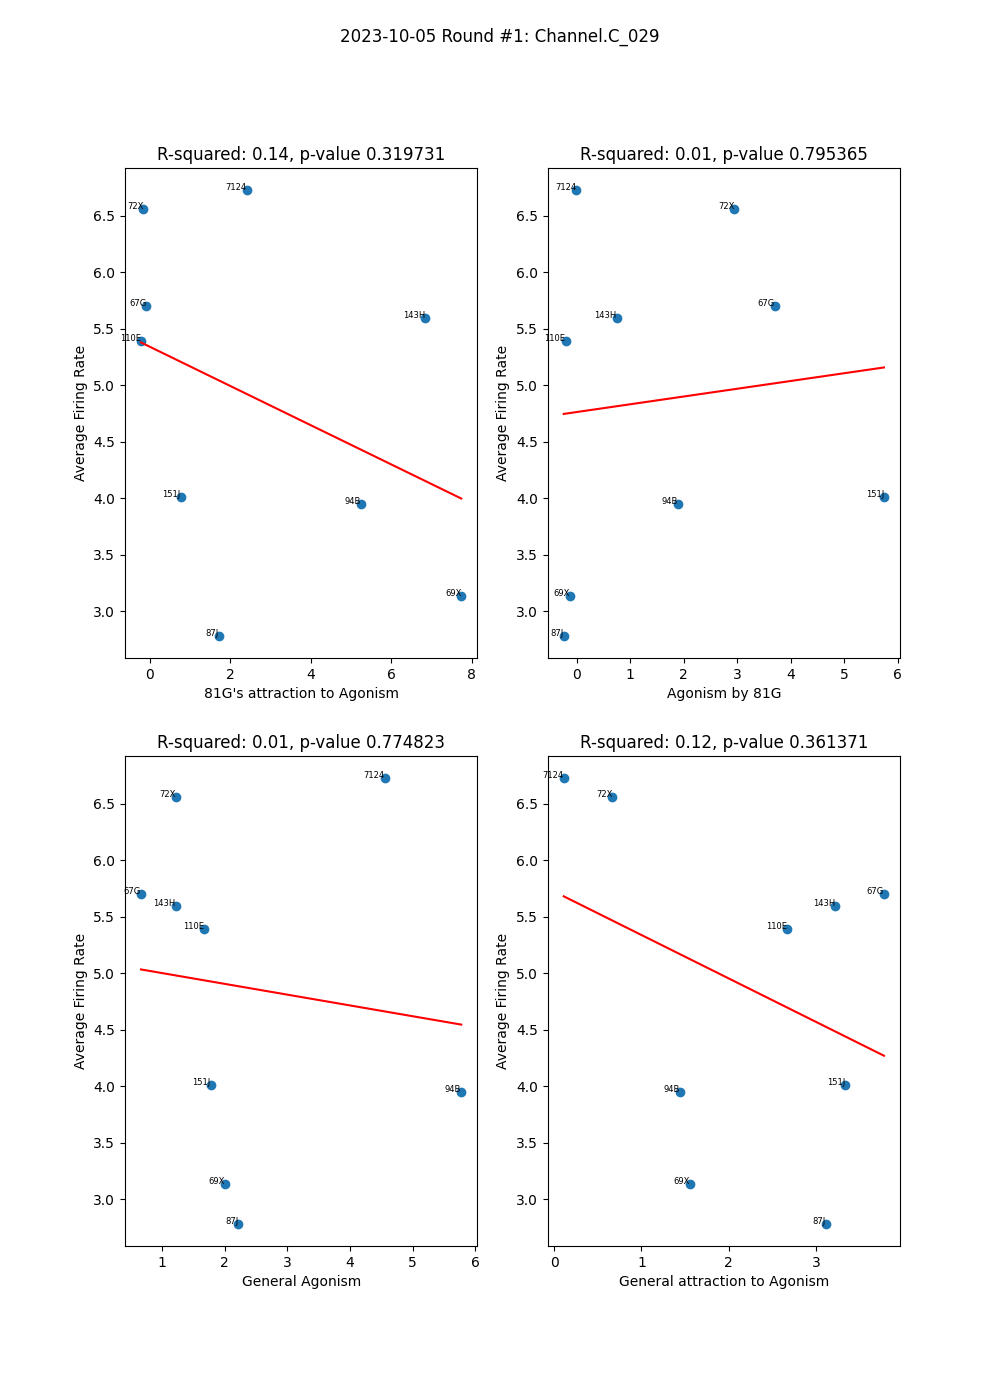 2023-10-05 Round #1: Channel.C_029
R-squared: 0.14, p-value 0.319731
Average Firing Rate
6.5
6.0
5.5
5.0
4.5
4.0
3.5
3.0
7124
72X
67G
143H
110E
151J
94B
69X
87J
0 2 4 6 8
81G's attraction to Agonism
R-squared: 0.01, p-value 0.795365
Average Firing Rate
6.5
6.0
5.5
5.0
4.5
4.0
3.5
3.0
7124
72X
67G
143H
110E
151J
94B
69X
87J
0 1 2 3 4 5 6
Agonism by 81G
R-squared: 0.01, p-value 0.774823
Average Firing Rate
6.5
6.0
5.5
5.0
4.5
4.0
3.5
3.0
7124
72X
67G
143H
110E
151J
94B
69X
87J
1 2 3 4 5 6
General Agonism
R-squared: 0.12, p-value 0.361371
Average Firing Rate
6.5
6.0
5.5
5.0
4.5
4.0
3.5
3.0
7124
72X
67G
143H
110E
151J
94B
69X
87J
0 1 2 3
General attraction to Agonism